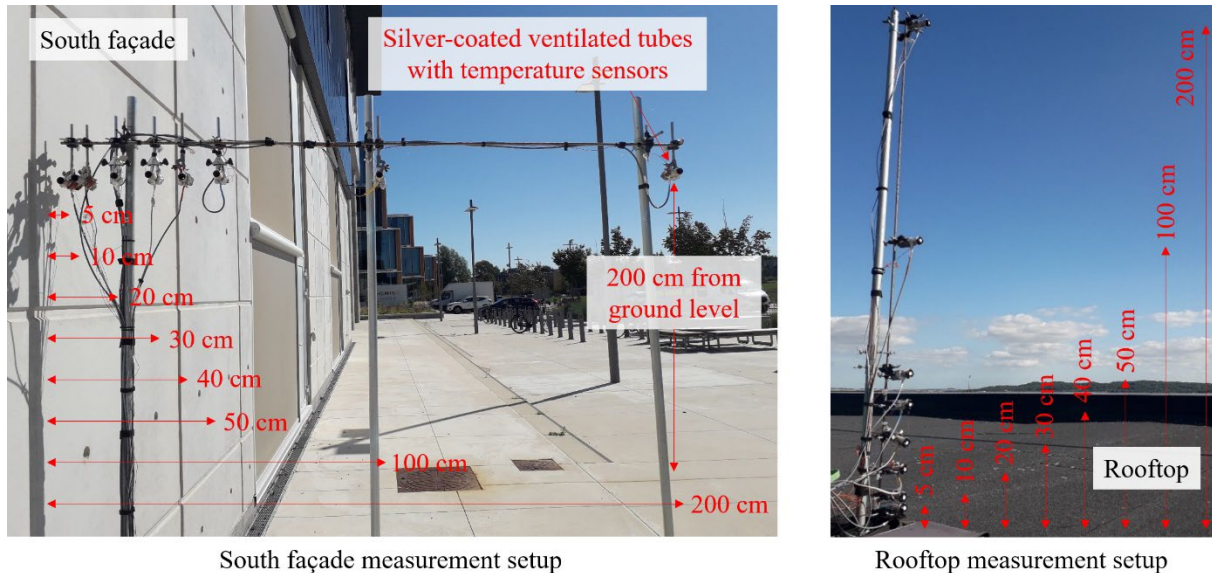 South façade
Silver-coated ventilated tubes
with temperature sensors
5 cm
10 cm
20 cm
30 cm
40 cm
50 cm
100 cm
200 cm
200 cm from
ground level
South façade measurement setup
200 cm
100 cm
50 cm
40 cm
30 cm
20 cm
10 cm
5 cm
Rooftop
Rooftop measurement setup